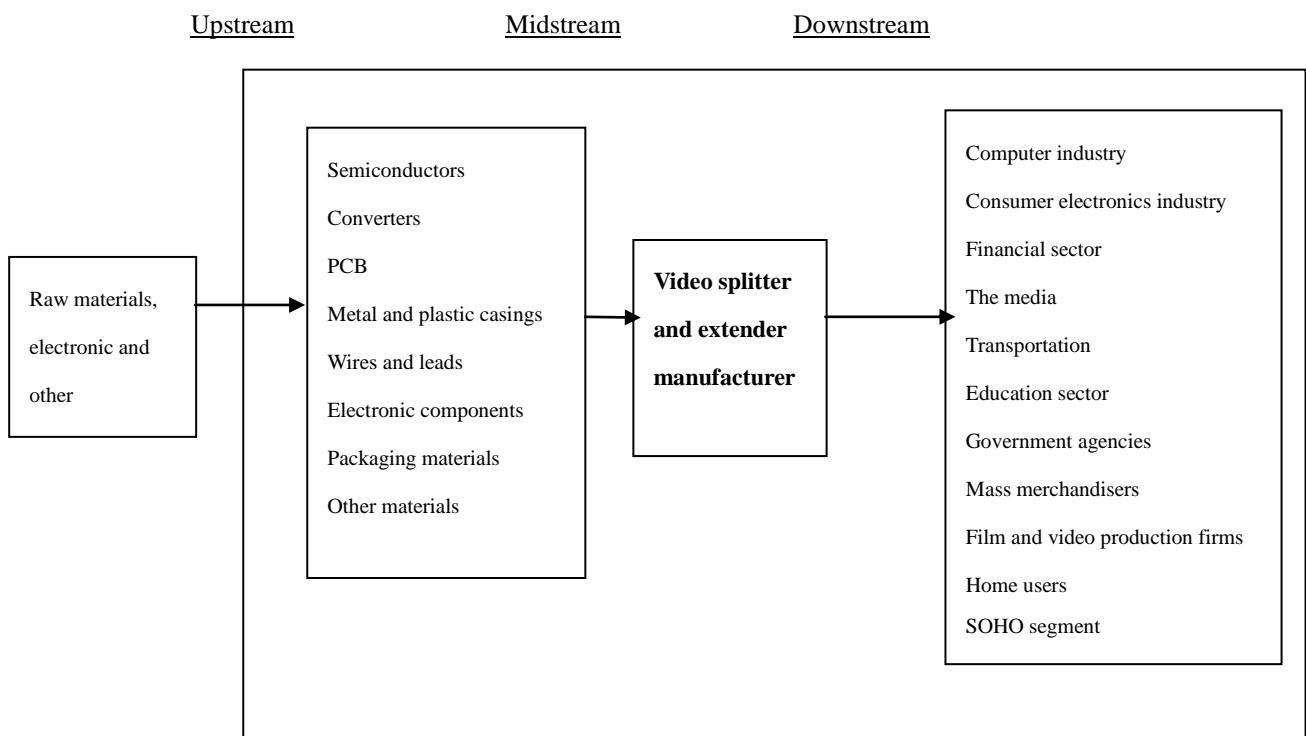 Upstream
Midstream
Downstream
Raw materials,
electronic and
other
Semiconductors
Converters
PCB
Metal and plastic casings
Wires and leads
Electronic components
Packaging materials
Other materials
Video splitter
and extender
manufacturer
Computer industry
Consumer electronics industry
Financial sector
The media
Transportation
Education sector
Government agencies
Mass merchandisers
Film and video production firms
Home users
SOHO segment